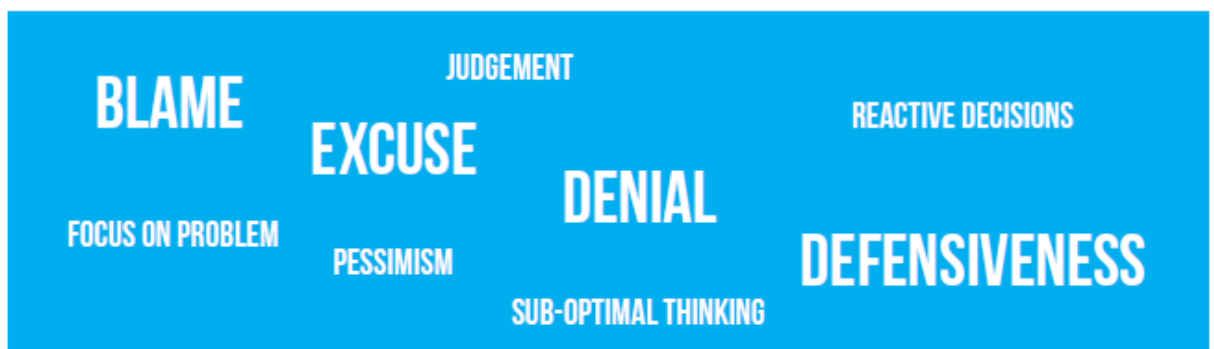 JUDGEMENT
BLAME
REACTIVE DECISIONS
EXCUSE
DENIAL
FOCUS ON PROBLEM
PESSIMISM
DEFENSIVENESS
SUB-OPTIMAL THINKING